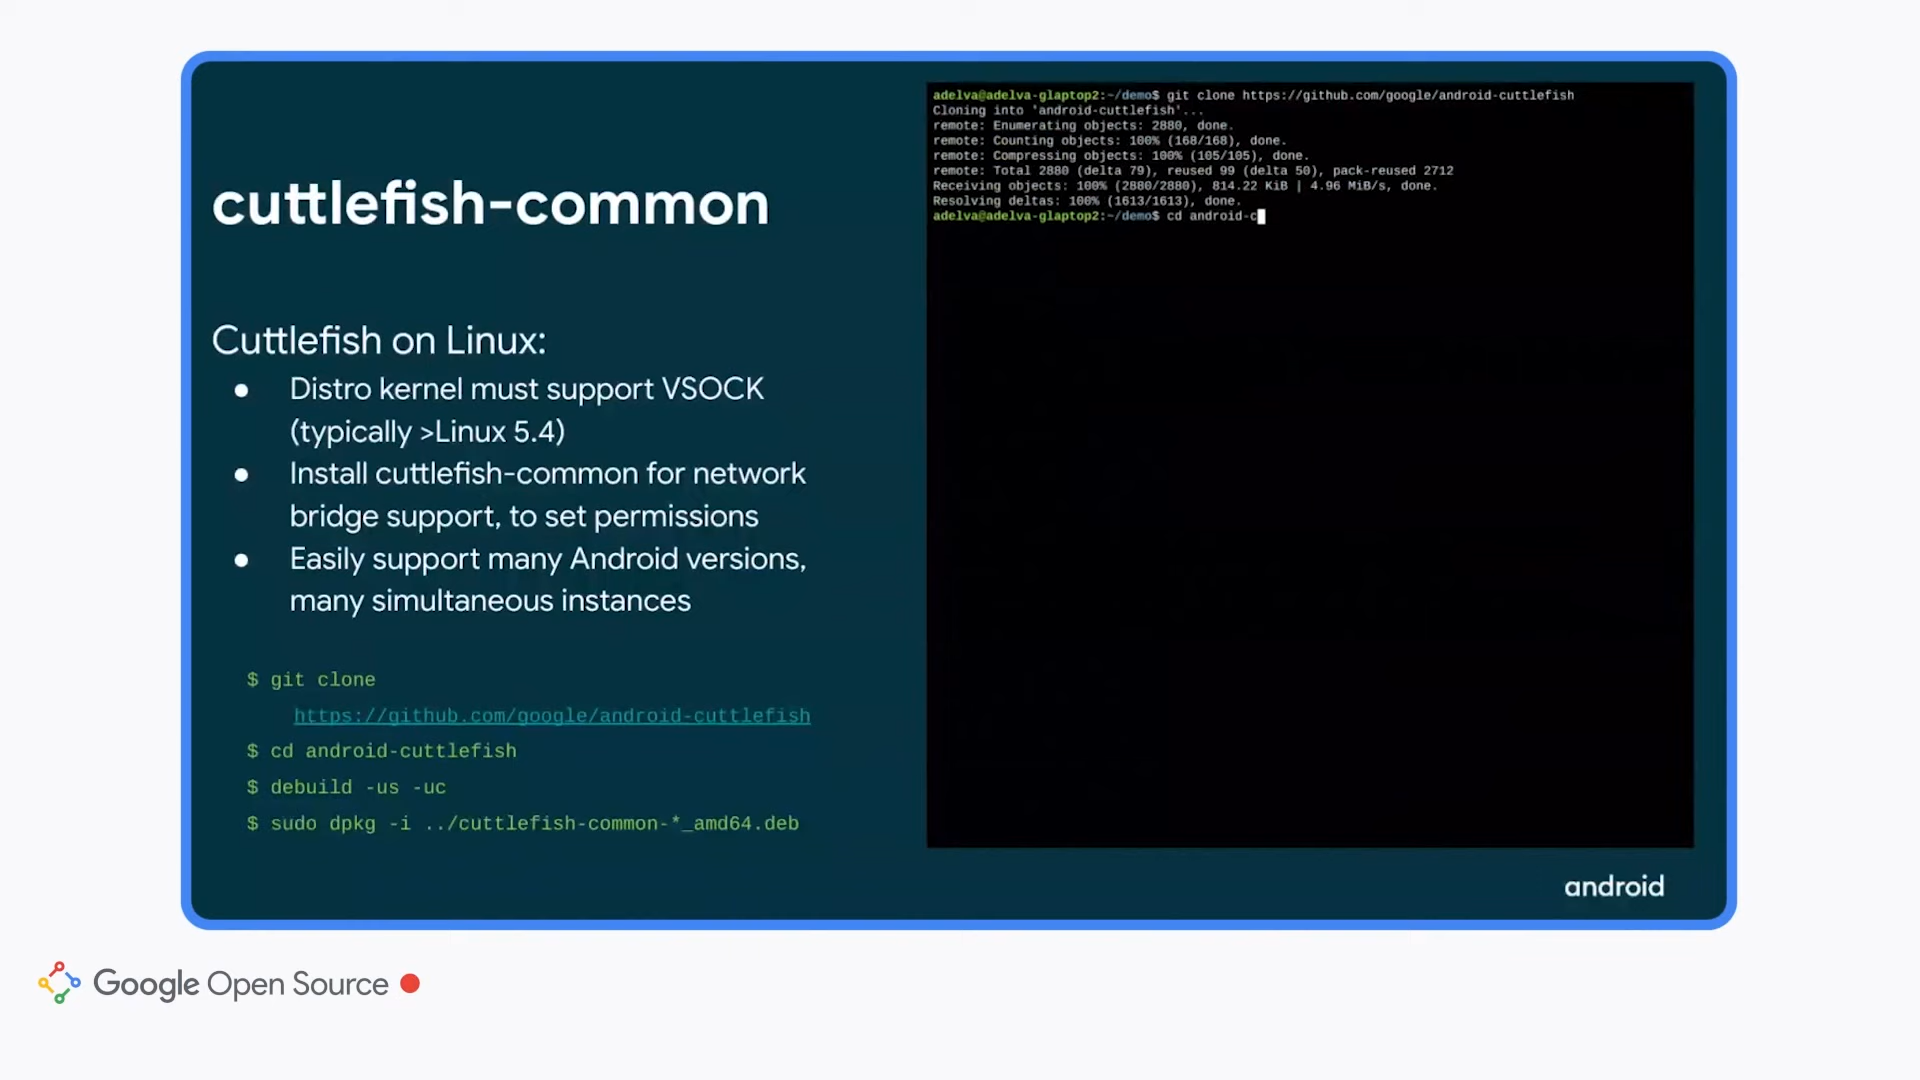 cuttlefish-common
Cuttlefish on Linux:
● Distro kernel must support VSOCK
(typically >Linux 5.4)
● Install cuttlefish-common for network
bridge support, to set permissions
● Easily support many Android versions,
many simultaneous instances
$ git clone
https://github.com/google/android-cuttlefish
$ cd android-cuttlefish
$ debuild -us -uc
$ sudo dpkg -i ../cuttlefish-common-*_amd64.deb
adelva@adelva-glaptop2:~/demo$ git clone https://github.com/google/android-cuttlefish
Cloning into 'android-cuttlefish'...
remote: Enumerating objects: 2880, done.
remote: Counting objects: 100% (168/168), done.
remote: Compressing objects: 100% (105/105), done.
remote: Total 2880 (delta 79), reused 99 (delta 50), pack-reused 2712
Receiving objects: 100% (2880/2880), 814.22 KiB | 4.96 MiB/s, done.
Resolving deltas: 100% (1613/1613), done.
adelva@adelva-glaptop2:~/demo$ cd android-c
android
Google Open Source